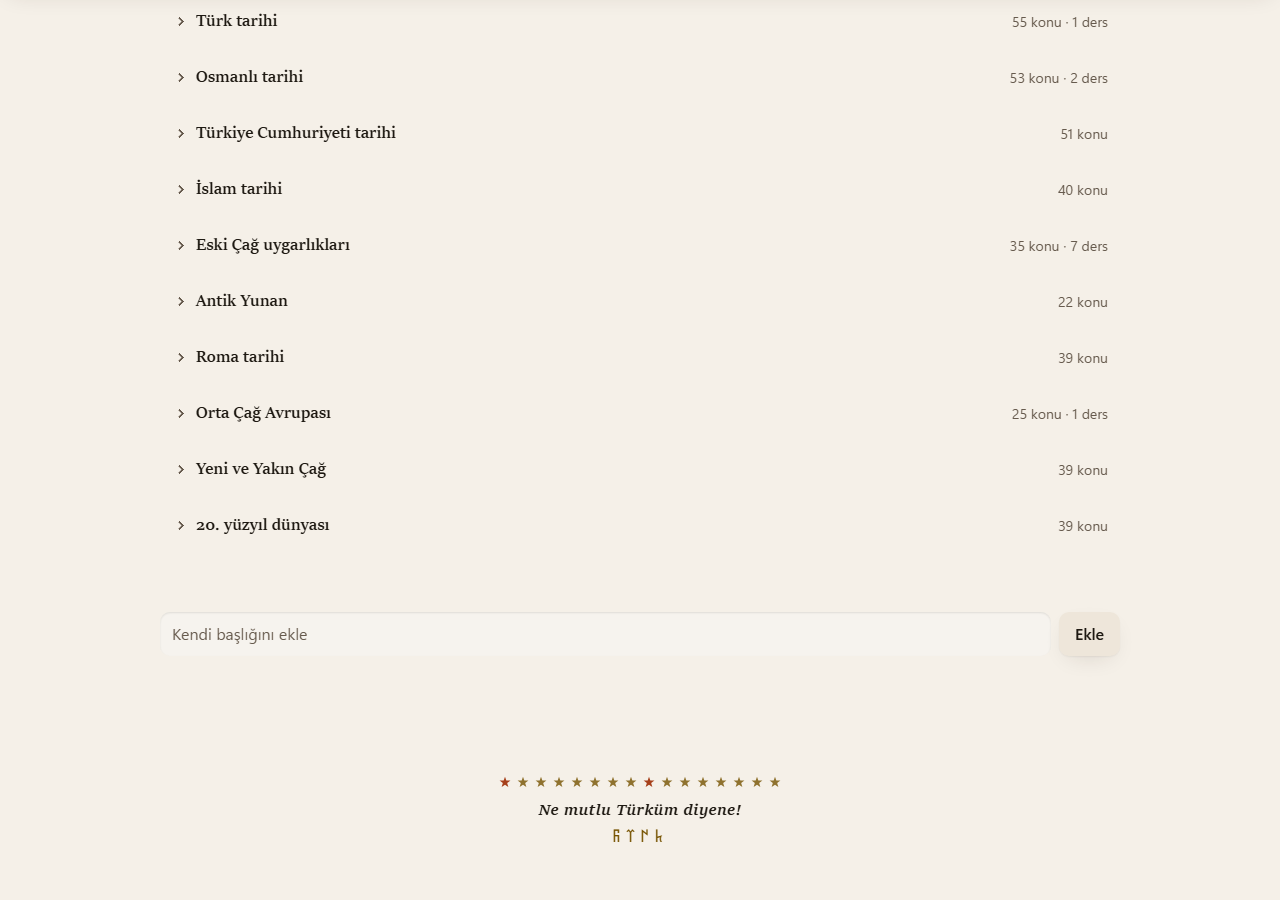 Türk tarihi 55 konu · 1 ders
Osmanlı tarihi 53 konu · 2 ders
Türkiye Cumhuriyeti tarihi 51 konu
İslam tarihi 40 konu
Eski Çağ uygarlıkları 35 konu · 7 ders
Antik Yunan 22 konu
Roma tarihi 39 konu
Orta Çağ Avrupası 25 konu · 1 ders
Yeni ve Yakın Çağ 39 konu
20. yüzyıl dünyası 39 konu
Kendi başlığını ekle Ekle
Ne mutlu Türküm diyene!
𐱅𐰇𐰼𐰚